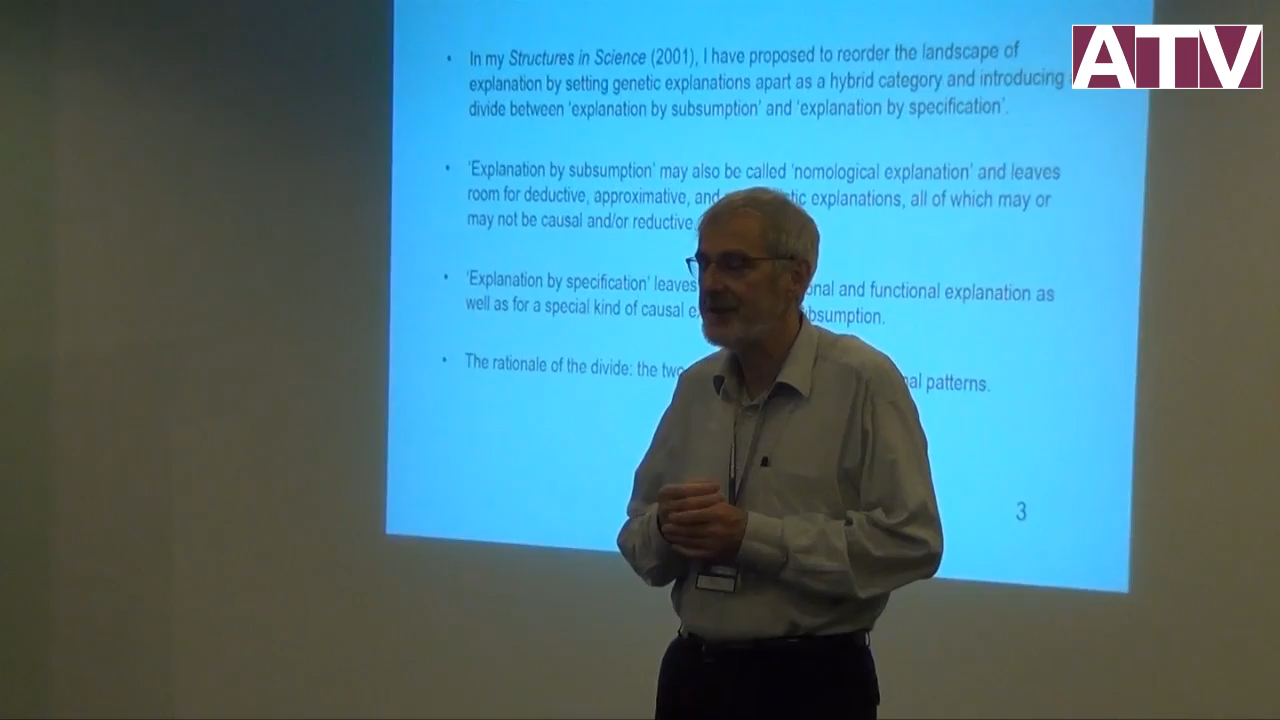 ATV
• In my Structures in Science (2001), I have proposed to reorder the landscape of
explanation by setting genetic explanations apart as a hybrid category and introducing
divide between ‘explanation by subsumption’ and ‘explanation by specification’.
• ‘Explanation by subsumption’ may also be called ‘nomological explanation’ and leaves
room for deductive, approximative, and explanations, all of which may or
may not be causal and/or reductive
• ‘Explanation by specification’ leaves and functional explanation as
well as for a special kind of causal
• The rationale of the divide: the patterns.
3